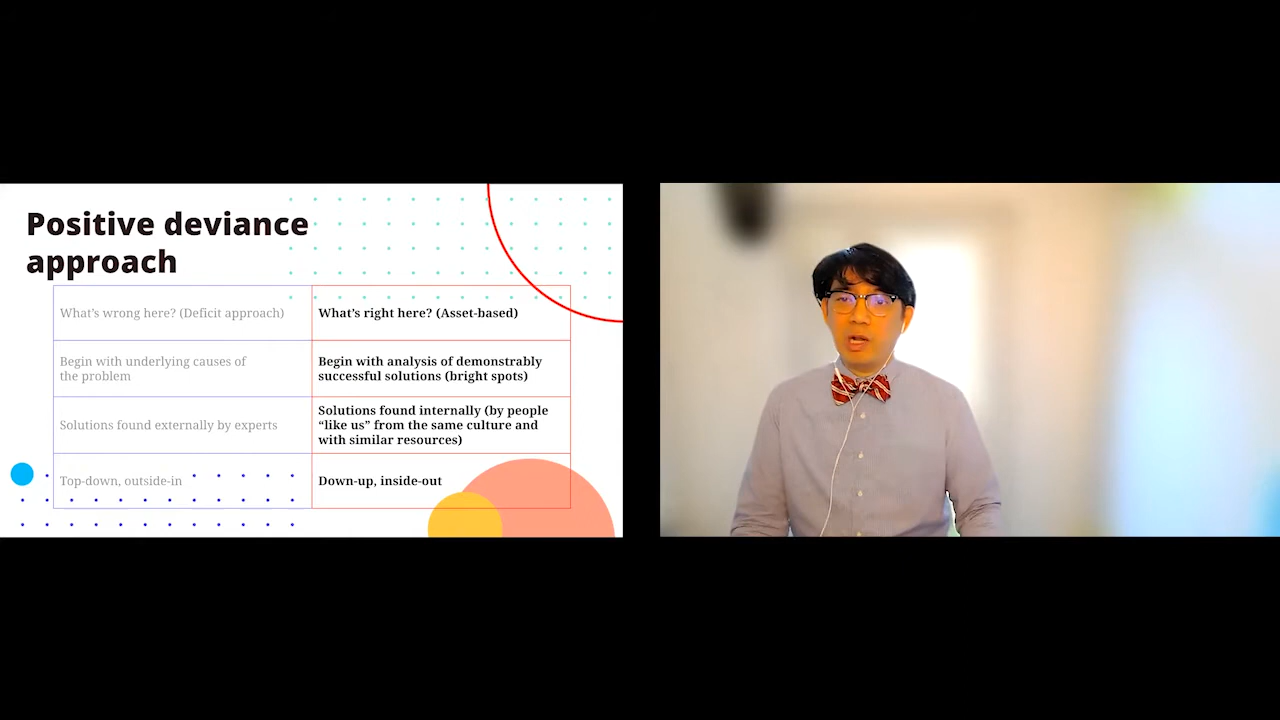 Positive deviance
approach
What’s wrong here? (Deficit approach)
What’s right here? (Asset-based)
Begin with underlying causes of
the problem
Begin with analysis of demonstrably
successful solutions (bright spots)
Solutions found externally by experts
Solutions found internally (by people
“like us” from the same culture and
with similar resources)
Top-down, outside-in
Down-up, inside-out